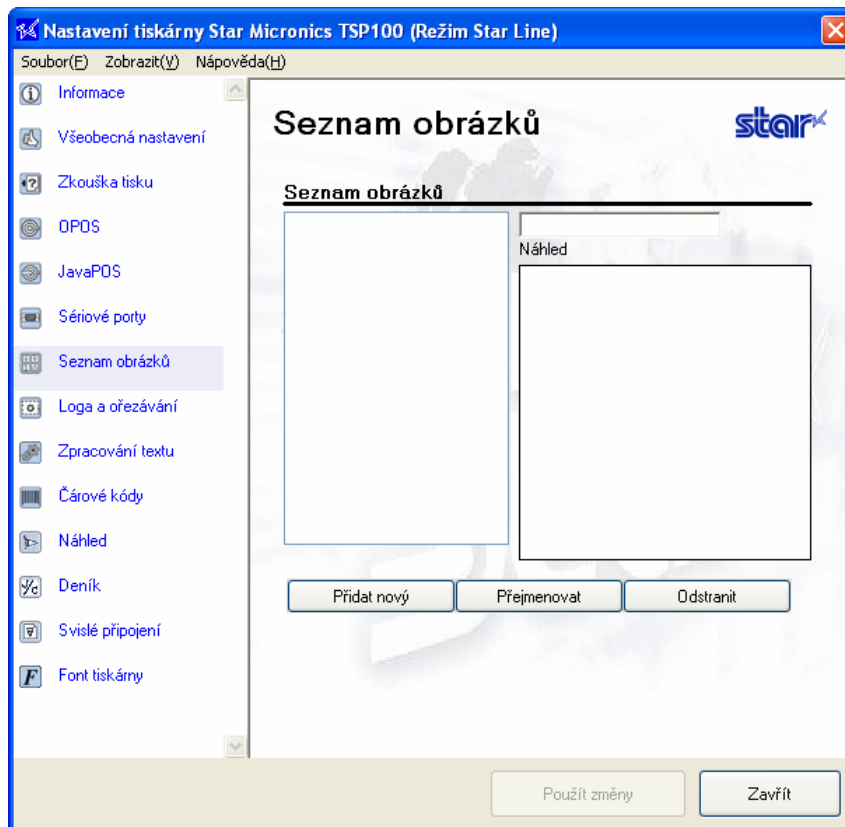 Nastavení tiskárny Star Micronics TSP100 (Režim Star Line)
Soubor(F) Zobrazit(V) Nápověda(H)
Informace
Všeobecná nastavení
Zkouška tisku
OPOS
JavaPOS
Sériové porty
Seznam obrázků
Loga a ořezávání
Zpracování textu
Čárové kódy
Náhled
Deník
Svislé připojení
Font tiskárny
Seznam obrázků
star
Seznam obrázků
Náhled
Přidat nový
Přejmenovat
Odstranit
Použít změny
Zavřít